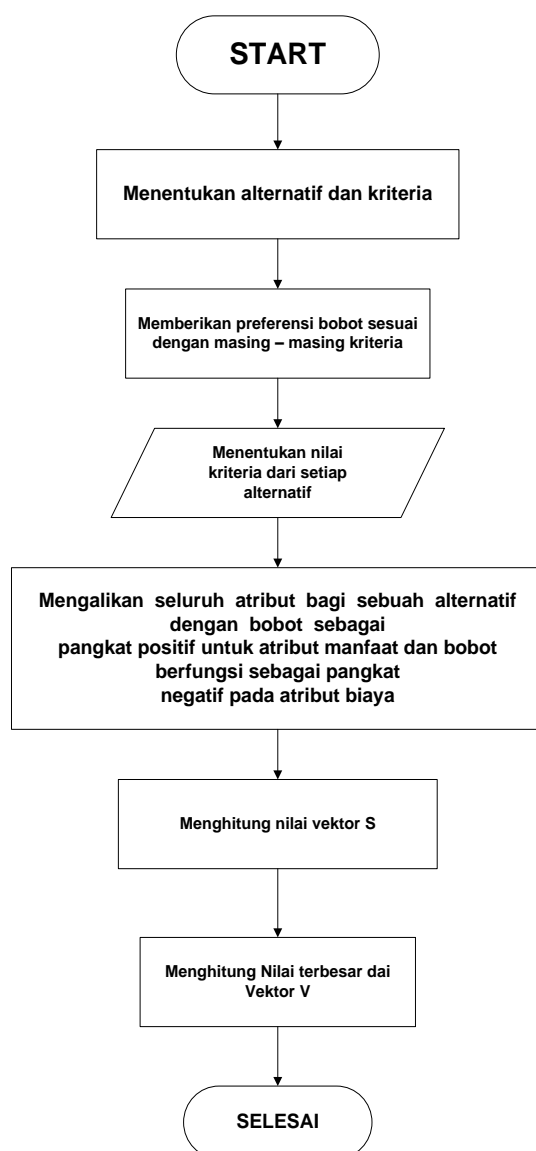 START
Menentukan alternatif dan kriteria
Memberikan preferensi bobot sesuai
dengan masing – masing kriteria
Menentukan nilai
kriteria dari setiap
alternatif
Mengalikan seluruh atribut bagi sebuah alternatif
dengan bobot sebagai
pangkat positif untuk atribut manfaat dan bobot
berfungsi sebagai pangkat
negatif pada atribut biaya
Menghitung nilai vektor S
Menghitung Nilai terbesar dai
Vektor V
SELESAI